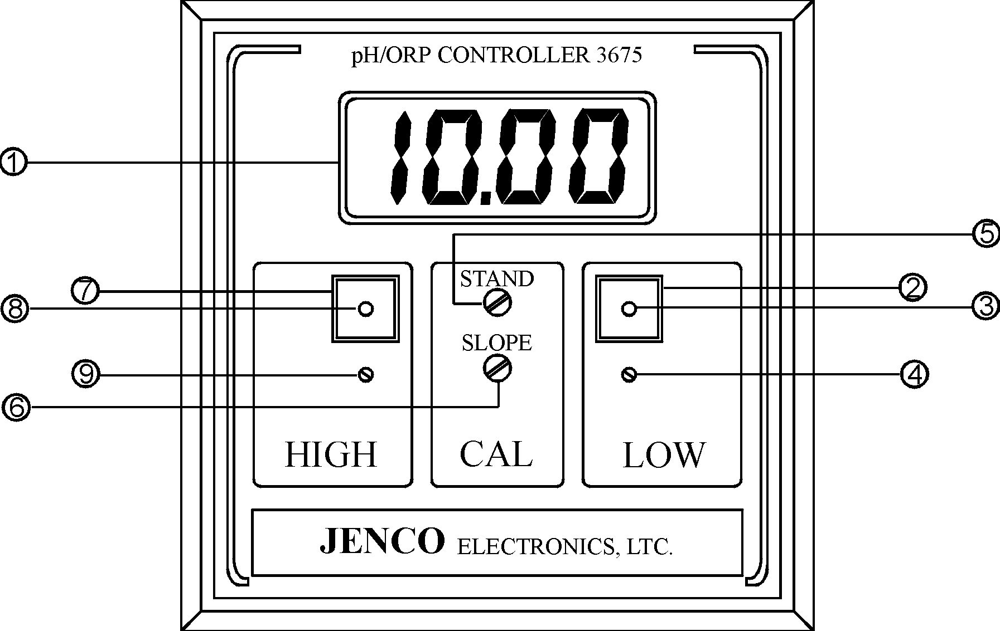 pH/ORP CONTROLLER 3675
10.00
①
⑤
STAND
⑦
②
⑧
③
SLOPE
⑨
④
⑥
HIGH
CAL
LOW
JENCO ELECTRONICS, LTC.